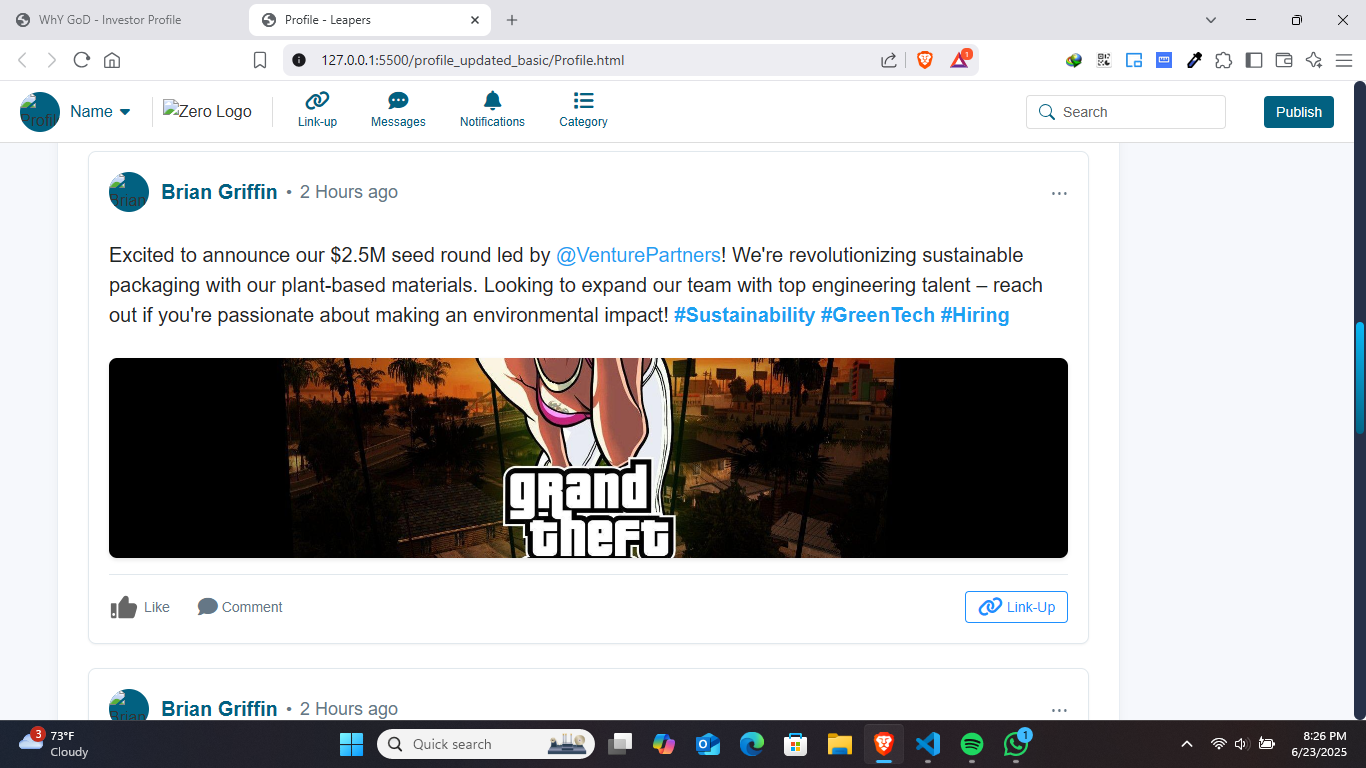 WhY GoD - Investor Profile
Profile - Leapers
127.0.0.1:5500/profile_updated_basic/Profile.html
1
Profil
Name
Zero Logo
Link-up
Messages
Notifications
Category
Search
Publish
Brian
Brian Griffin • 2 Hours ago
...
Excited to announce our $2.5M seed round led by @VenturePartners! We're revolutionizing sustainable
packaging with our plant-based materials. Looking to expand our team with top engineering talent – reach
out if you're passionate about making an environmental impact! #Sustainability #GreenTech #Hiring
grand
theft
Like
Comment
Link-Up
Brian
Brian Griffin • 2 Hours ago
...
3
73°F
Cloudy
Quick search
1
8:26 PM
6/23/2025